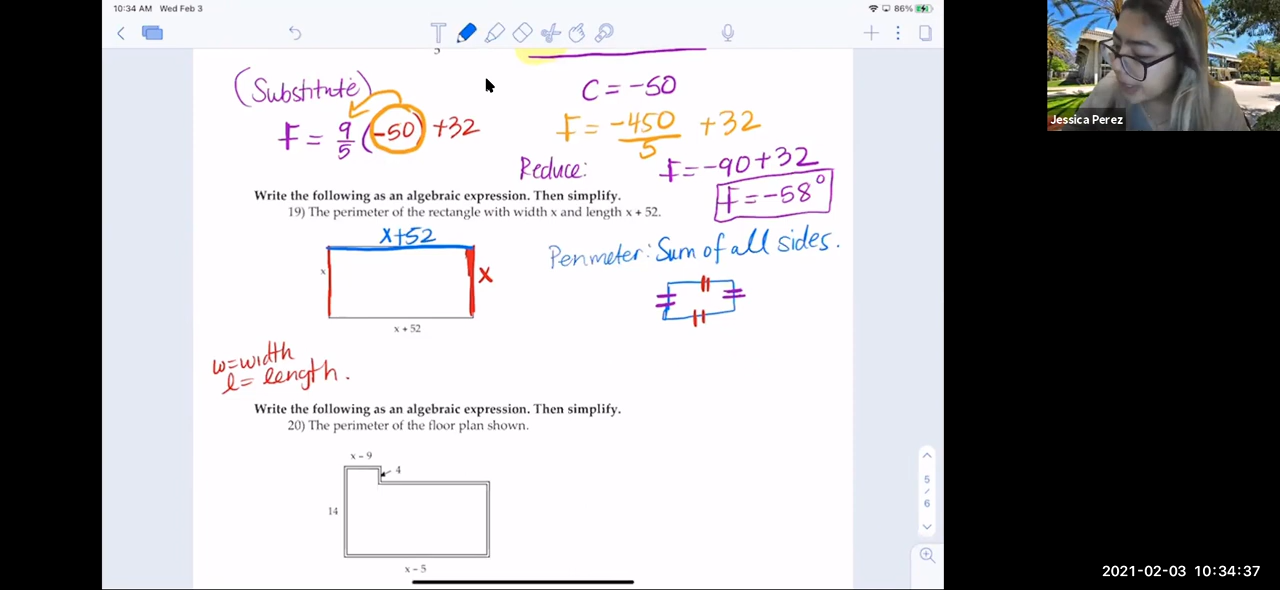 10:34 AM Wed Feb 3
86%
(Substitute)
C = -50
F = 9/5 (-50) + 32
F = -450/5 + 32
Reduce:
F = -90 + 32
F = -58°
Write the following as an algebraic expression. Then simplify.
19) The perimeter of the rectangle with width x and length x + 52.
x+52
x
x
x + 52
Perimeter: Sum of all sides.
w = width
l = length.
Write the following as an algebraic expression. Then simplify.
20) The perimeter of the floor plan shown.
x - 9
4
14
x - 5
5
/
6
Jessica Perez
2021-02-03 10:34:37